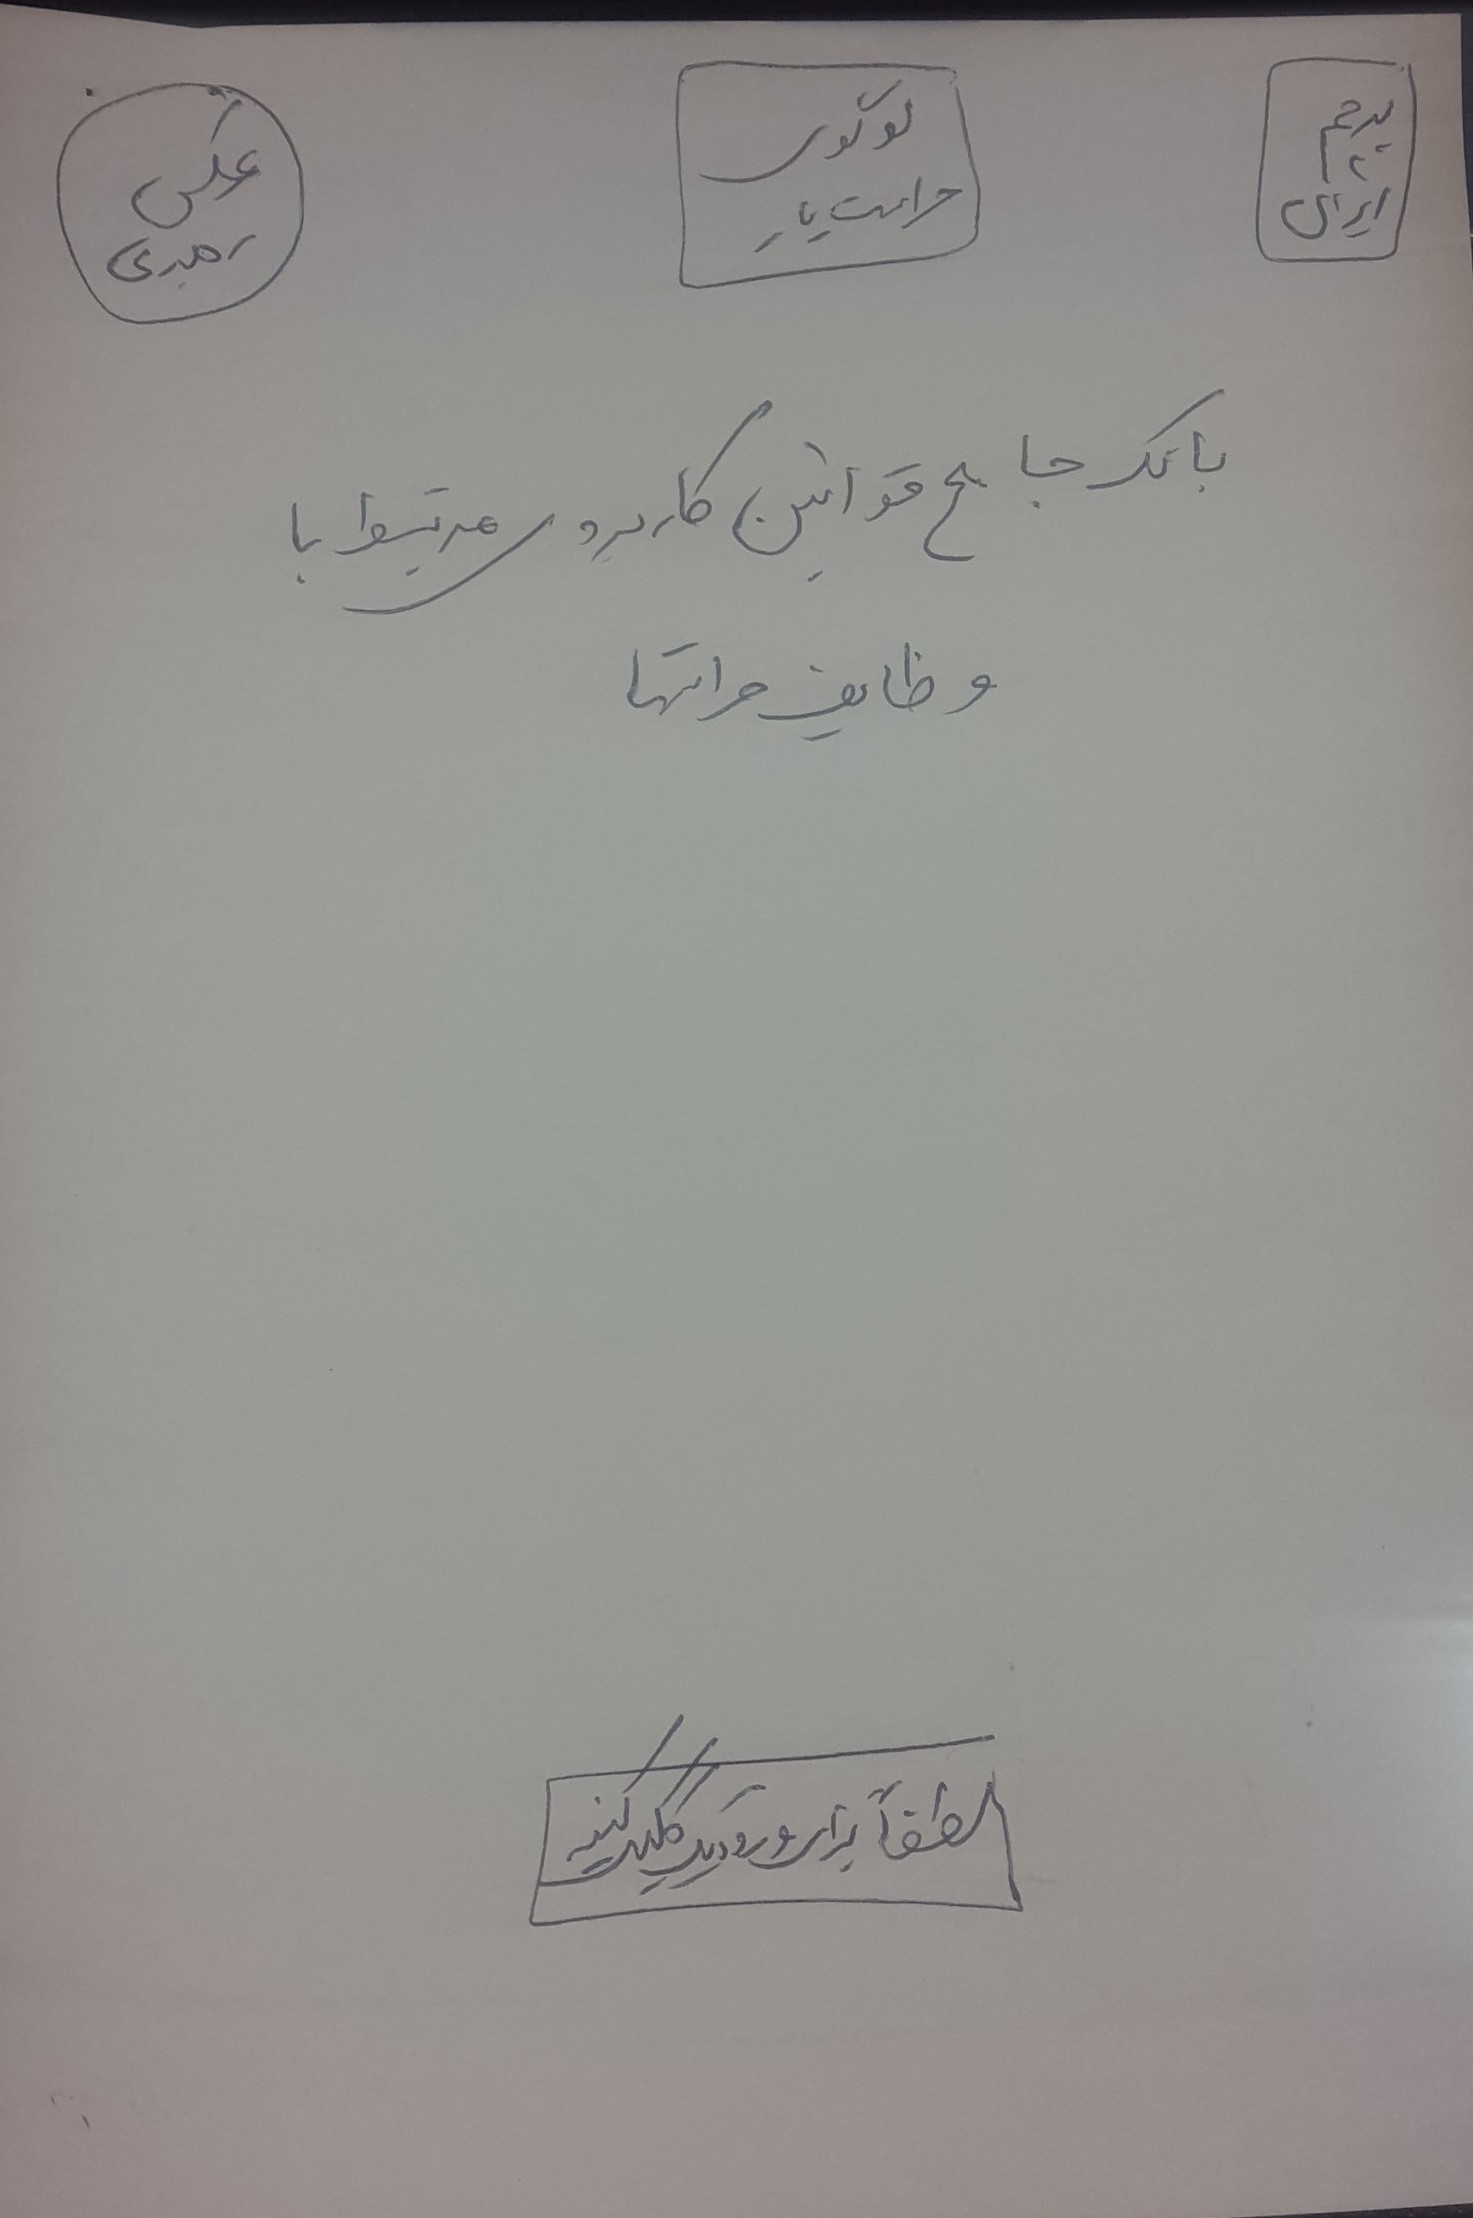 پرچم
ایران
لوگوی
حراست یار
عکس
رهبری
بانک جامع قوانین کاربردی مرتبط با
وظایف حراستها
لطفاً برای ورود کلیک کنید